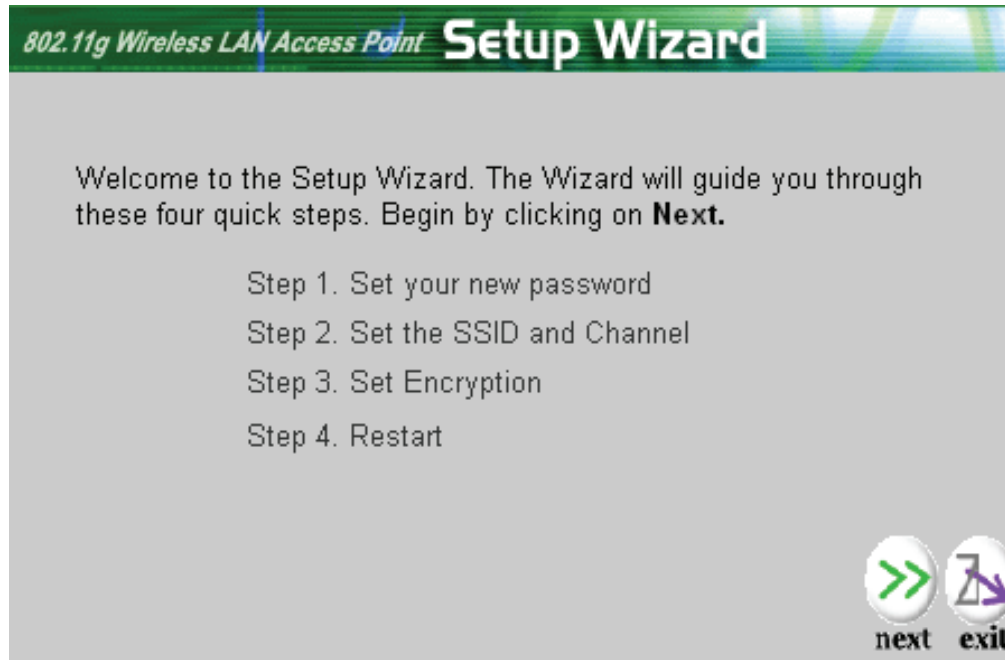 802.11g Wireless LAN Access Point Setup Wizard
Welcome to the Setup Wizard. The Wizard will guide you through
these four quick steps. Begin by clicking on Next.
Step 1. Set your new password
Step 2. Set the SSID and Channel
Step 3. Set Encryption
Step 4. Restart
next exit